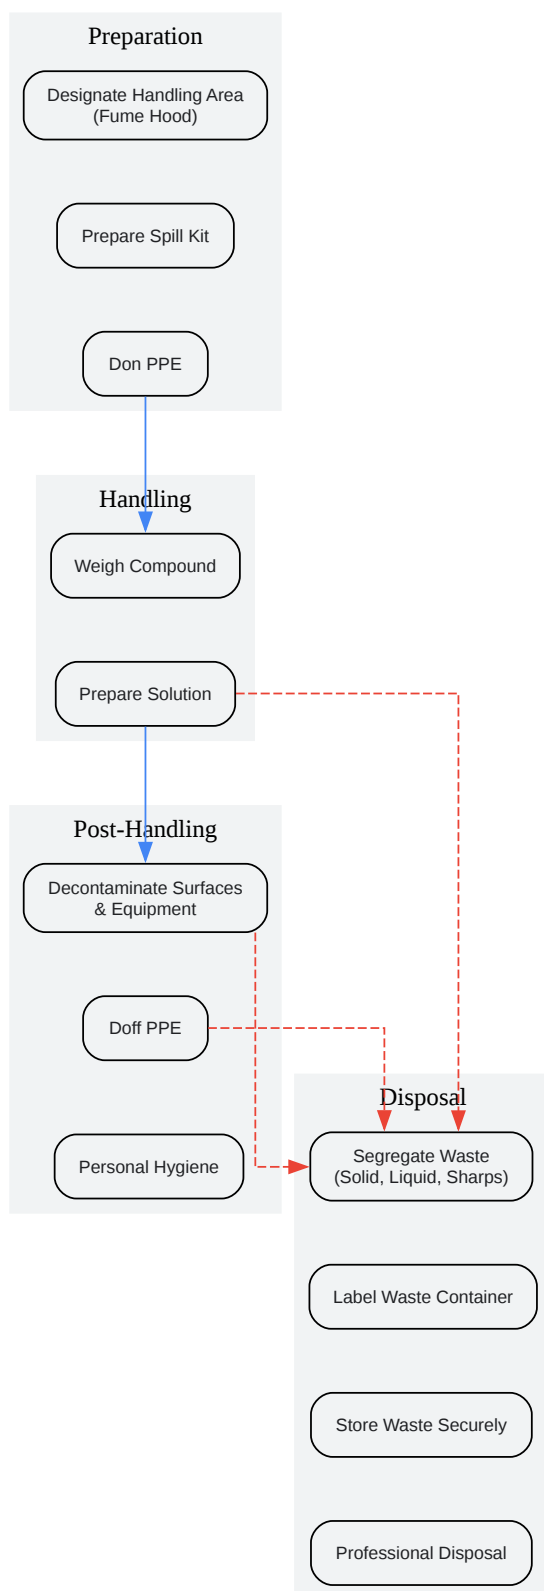 Preparation
Designate Handling Area
(Fume Hood)
Prepare Spill Kit
Don PPE
Handling
Weigh Compound
Prepare Solution
Post-Handling
Decontaminate Surfaces
& Equipment
Doff PPE
Personal Hygiene
Disposal
Segregate Waste
(Solid, Liquid, Sharps)
Label Waste Container
Store Waste Securely
Professional Disposal